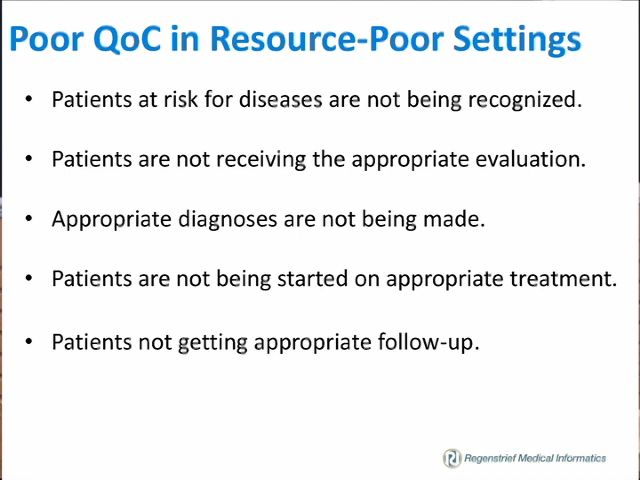 Poor QoC in Resource-Poor Settings
• Patients at risk for diseases are not being recognized.
• Patients are not receiving the appropriate evaluation.
• Appropriate diagnoses are not being made.
• Patients are not being started on appropriate treatment.
• Patients not getting appropriate follow-up.
Regenstrief Medical Informatics